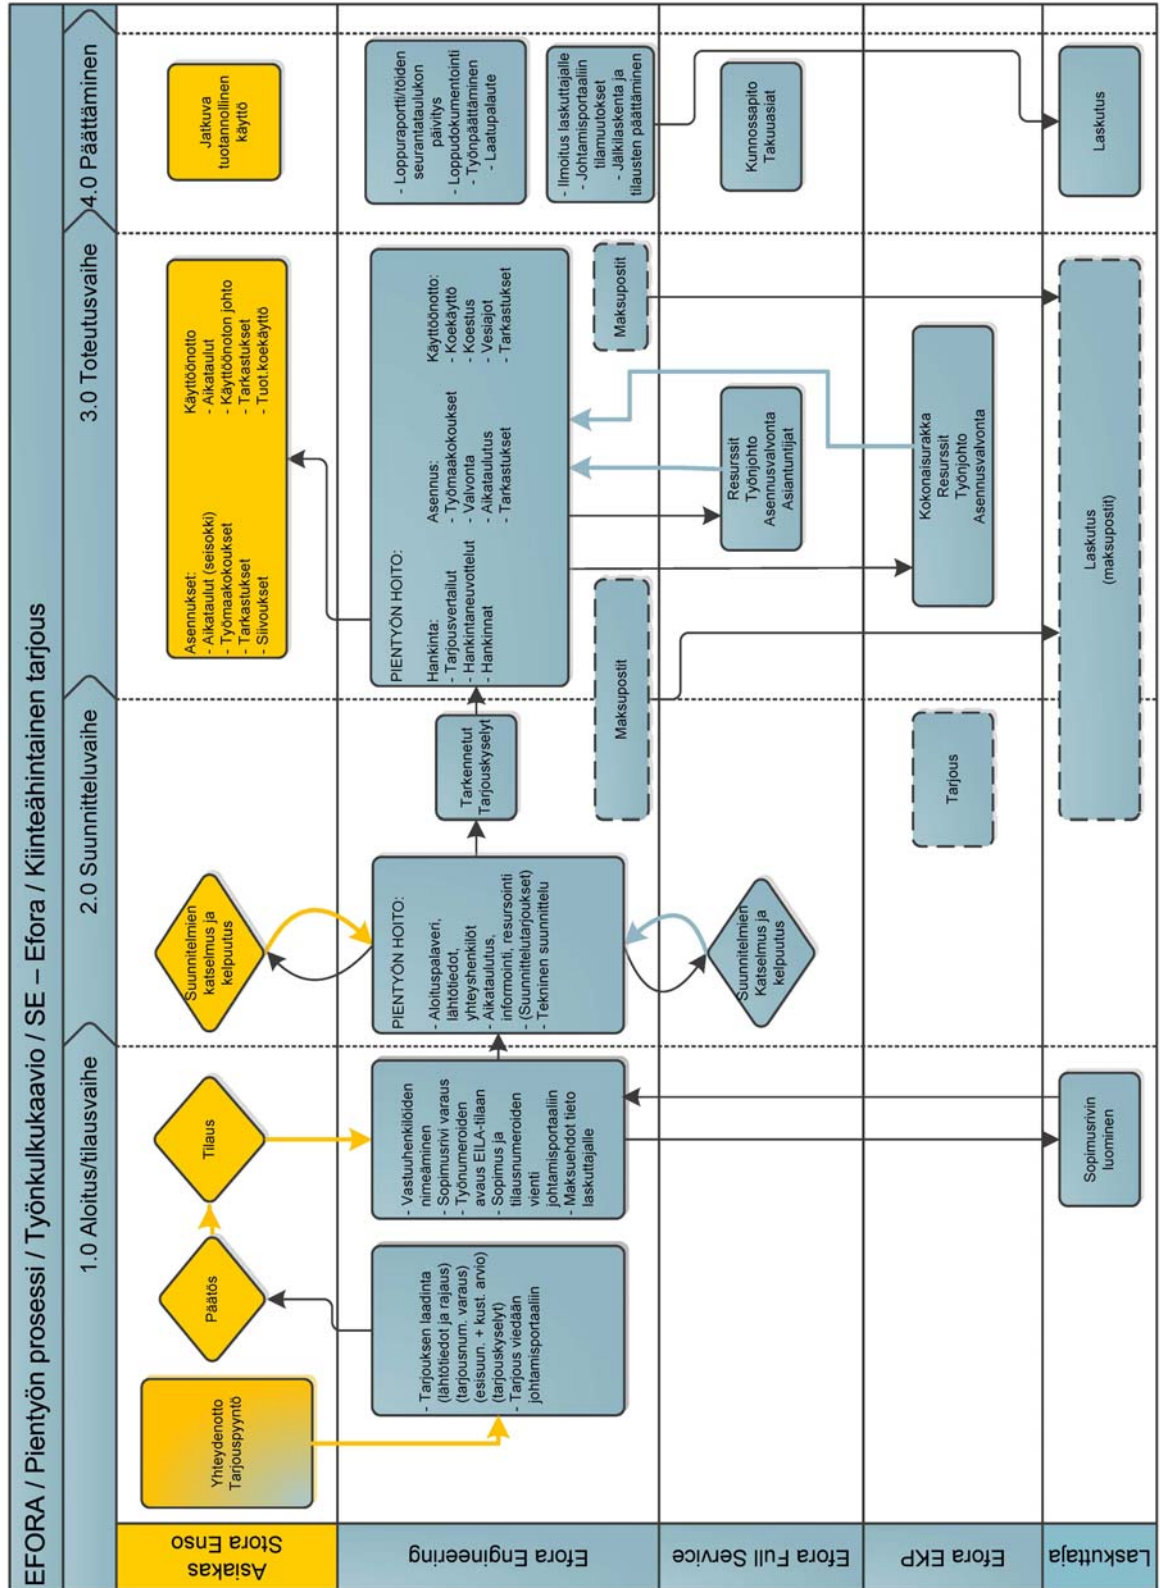 EFORA / Pientyön prosessi / Työnkulkukaavio / SE – Efora / Kiinteähintainen tarjous
1.0 Aloitus/tilausvaihe
2.0 Suunnitteluvaihe
3.0 Toteutusvaihe
4.0 Päättäminen
Asiakas
Stora Enso
Yhteydenotto
Tarjouspyyntö
Päätös
Tilaus
Suunnitelmien
katselmus ja
kelpuutus
Asennukset:
- Aikataulut (seisokki)
- Työmaakokoukset
- Tarkastukset
- Siivoukset
Käyttöönotto
- Aikataulut
- Käyttöönoton johto
- Tarkastukset
- Tuot.koekäyttö
Jatkuva
tuotannollinen
käyttö
Efora Engineering
- Tarjouksen laadinta
(lähtötiedot ja rajaus)
(tarjousnum. varaus)
(esisuun. + kust. arvio)
(tarjouskyselyt)
- Tarjous viedään
johtamisportaaliin
- Vastuuhenkilöiden
nimeäminen
- Sopimusrivi varaus
- Työnumeroiden
avaus EILA-tilaan
- Sopimus ja
tilausnumeroiden
vienti
johtamisportaaliin
- Maksuehdot tieto
laskuttajalle
PIENTYÖN HOITO:
- Aloituspalaveri,
lähtötiedot,
yhteyshenkilöt
- Aikataulutus,
informointi, resursointi
- (Suunnittelutarjoukset)
- Tekninen suunnittelu
Tarkennetut
Tarjouskyselyt
PIENTYÖN HOITO:
Hankinta:
- Tarjousvertailut
- Hankintaneuvottelut
- Hankinnat
Asennus:
- Työmaakokoukset
- Valvonta
- Aikataulutus
- Tarkastukset
Käyttöönotto:
- Koekäyttö
- Koestus
- Vesiajot
- Tarkastukset
Maksupostit
Maksupostit
- Loppuraportti/töiden
seurantataulukon
päivitys
- Loppudokumentointi
- Työnpäättäminen
- Laatupalaute
- Ilmoitus laskuttajalle
- Johtamisportaaliin
tilamuutokset
- Jälkilaskenta ja
tilausten päättäminen
Efora Full Service
Suunnitelmien
Katselmus ja
kelpuutus
Resurssit
Työnjohto
Asennusvalvonta
Asiantuntijat
Kunnossapito
Takuuasiat
Efora EKP
Tarjous
Kokonaisurakka
Resurssit
Työnjohto
Asennusvalvonta
Laskuttaja
Sopimusrivin
luominen
Laskutus
(maksupostit)
Laskutus